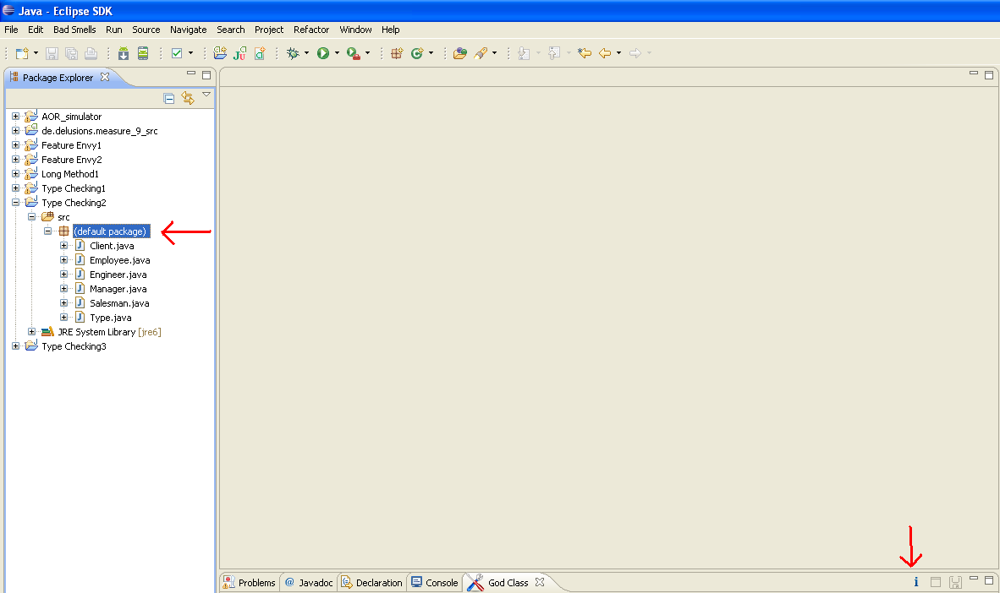 Java - Eclipse SDK
File Edit Bad Smells Run Source Navigate Search Project Refactor Window Help
Package Explorer
AOR_simulator
de.delusions.measure_9_src
Feature Envy1
Feature Envy2
Long Method1
Type Checking1
Type Checking2
src
(default package)
Client.java
Employee.java
Engineer.java
Manager.java
Salesman.java
Type.java
JRE System Library [jre6]
Type Checking3
Problems @ Javadoc Declaration Console God Class i